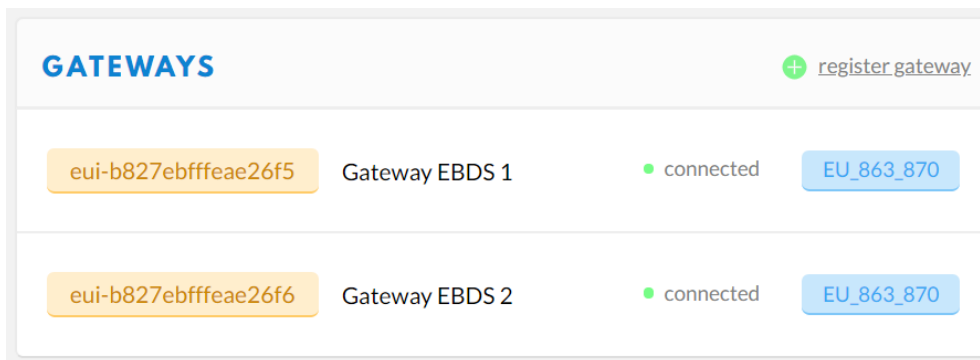 GATEWAYS register gateway
eui-b827ebfffeae26f5 Gateway EBDS 1 connected EU_863_870
eui-b827ebfffeae26f6 Gateway EBDS 2 connected EU_863_870